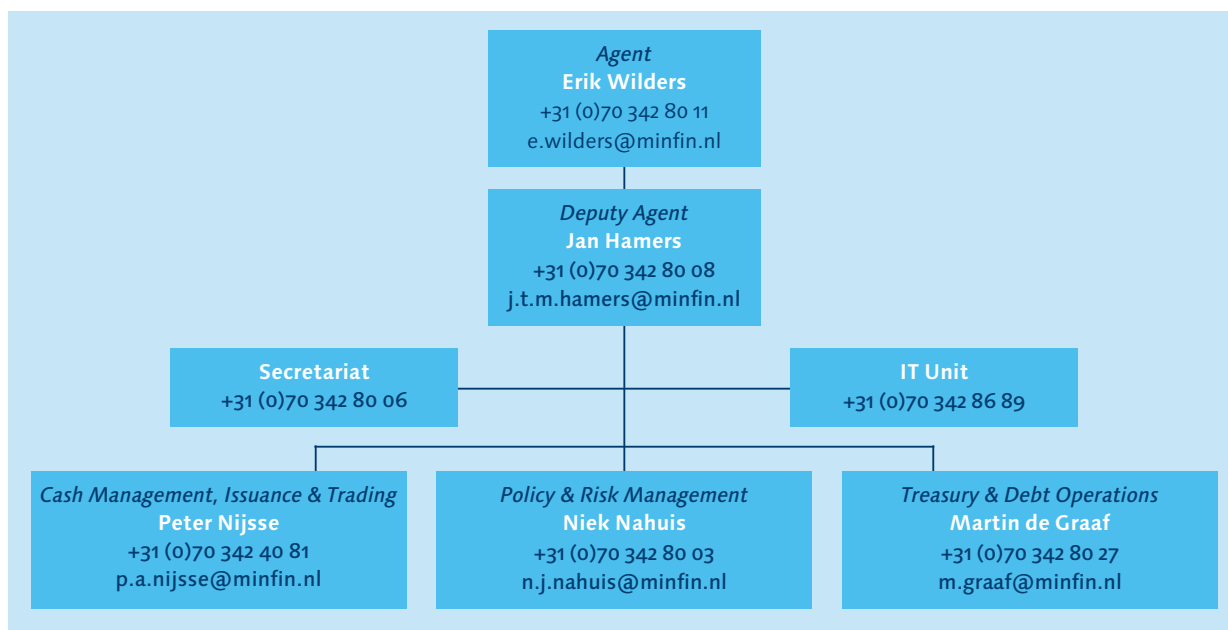 Agent
Erik Wilders
+31 (0)70 342 80 11
e.wilders@minfin.nl
Deputy Agent
Jan Hamers
+31 (0)70 342 80 08
j.t.m.hamers@minfin.nl
Secretariat
+31 (0)70 342 80 06
IT Unit
+31 (0)70 342 86 89
Cash Management, Issuance & Trading
Peter Nijsse
+31 (0)70 342 40 81
p.a.nijsse@minfin.nl
Policy & Risk Management
Niek Nahuis
+31 (0)70 342 80 03
n.j.nahuis@minfin.nl
Treasury & Debt Operations
Martin de Graaf
+31 (0)70 342 80 27
m.graaf@minfin.nl